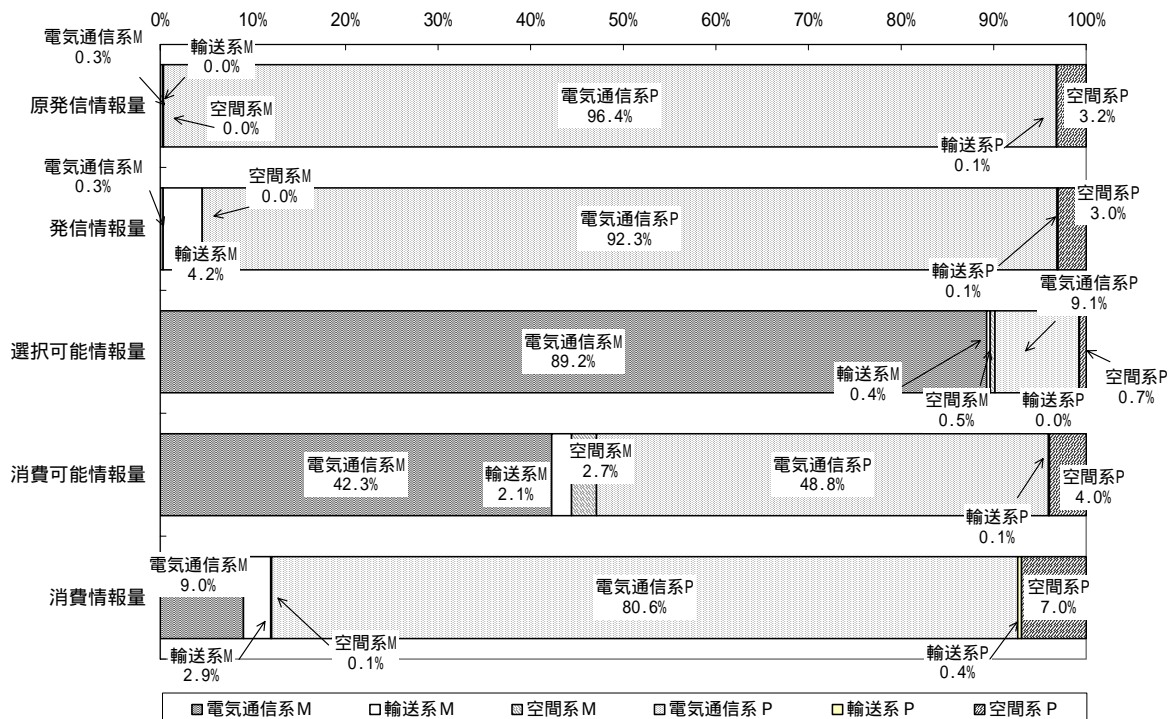 0% 10% 20% 30% 40% 50% 60% 70% 80% 90% 100%
原発信情報量
電気通信系M
0.3%
輸送系M
0.0%
空間系M
0.0%
電気通信系P
96.4%
輸送系P
0.1%
空間系P
3.2%
発信情報量
電気通信系M
0.3%
輸送系M
4.2%
空間系M
0.0%
電気通信系P
92.3%
輸送系P
0.1%
空間系P
3.0%
選択可能情報量
電気通信系M
89.2%
輸送系M
0.4%
空間系M
0.5%
電気通信系P
9.1%
輸送系P
0.0%
空間系P
0.7%
消費可能情報量
電気通信系M
42.3%
輸送系M
2.1%
空間系M
2.7%
電気通信系P
48.8%
輸送系P
0.1%
空間系P
4.0%
消費情報量
電気通信系M
9.0%
輸送系M
2.9%
空間系M
0.1%
電気通信系P
80.6%
輸送系P
0.4%
空間系P
7.0%
電気通信系M 輸送系M 空間系M 電気通信系P 輸送系P 空間系P